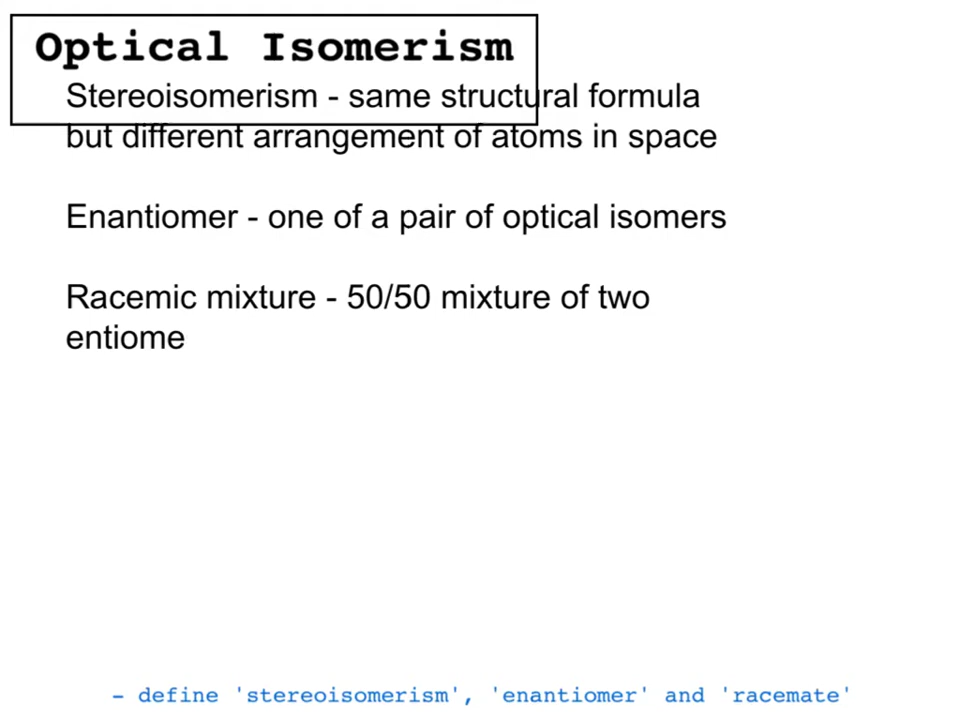 Optical Isomerism
Stereoisomerism - same structural formula
but different arrangement of atoms in space
Enantiomer - one of a pair of optical isomers
Racemic mixture - 50/50 mixture of two
entiome
- define 'stereoisomerism', 'enantiomer' and 'racemate'